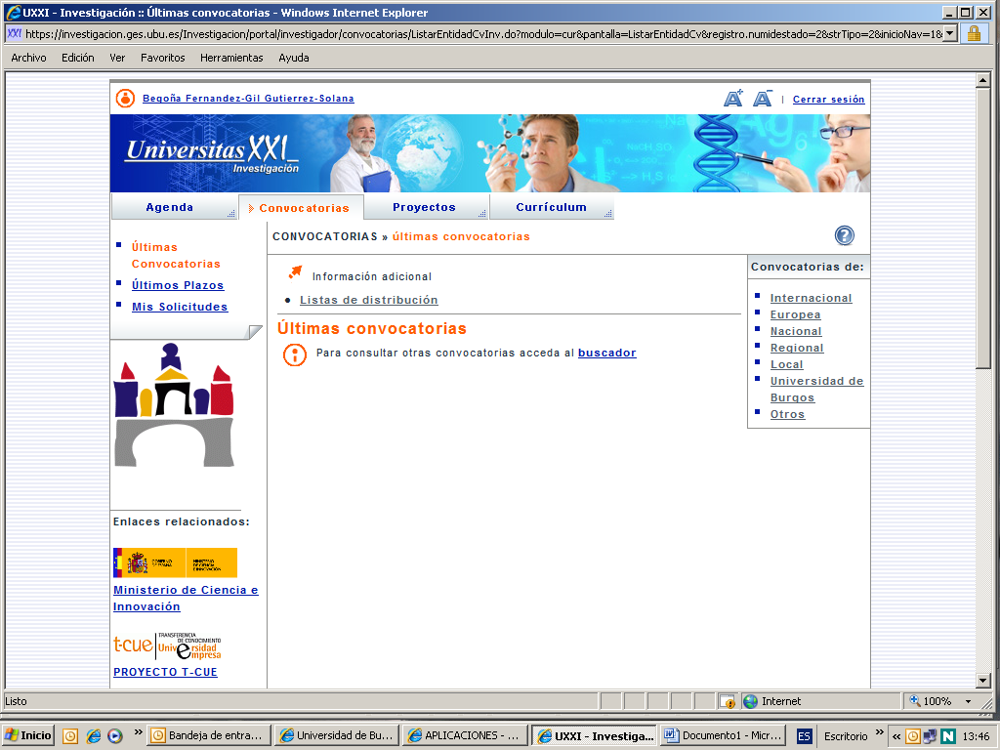 UXXI - Investigación :: Últimas convocatorias - Windows Internet Explorer
XXI https://investigacion.ges.ubu.es/Investigacion/portal/investigador/convocatorias/ListarEntidadCvInv.do?modulo=cur&pantalla=ListarEntidadCv&registro.numidestado=2&strTipo=2&inicioNav=1&
Archivo Edición Ver Favoritos Herramientas Ayuda
Begoña Fernandez-Gil Gutierrez-Solana
A+ A- | Cerrar sesión
Universitas XXI
Investigación
Agenda Convocatorias Proyectos Currículum
Últimas
Convocatorias
Últimos Plazos
Mis Solicitudes
CONVOCATORIAS » últimas convocatorias
?
Información adicional
Listas de distribución
Últimas convocatorias
Para consultar otras convocatorias acceda al buscador
Convocatorias de:
Internacional
Europea
Nacional
Regional
Local
Universidad de
Burgos
Otros
Enlaces relacionados:
GOBIERNO
DE ESPAÑA
MINISTERIO
DE CIENCIA
E INNOVACIÓN
Ministerio de Ciencia e
Innovación
t-cue
TRANSFERENCIA
DE CONOCIMIENTO
Universidad
Empresa
PROYECTO T-CUE
Listo Internet 100%
Inicio » Bandeja de entra... Universidad de Bu... APLICACIONES - ... UXXI - Investiga... Documento1 - Micr... ES Escritorio » « N 13:46